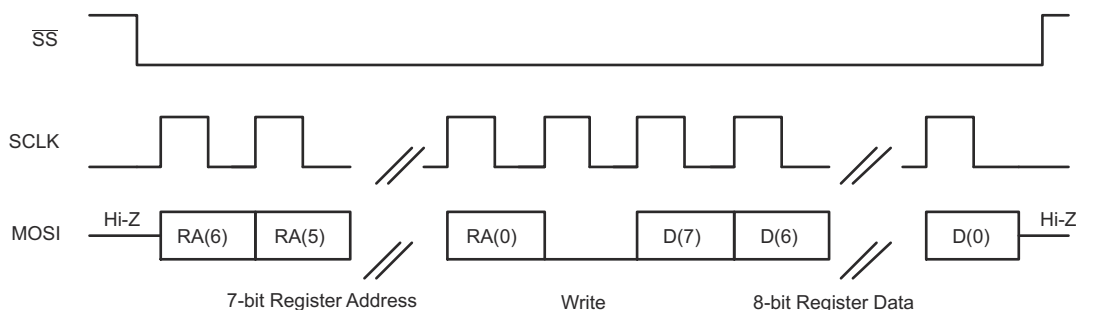 SS
SCLK
MOSI Hi-Z RA(6) RA(5) RA(0) D(7) D(6) D(0) Hi-Z
7-bit Register Address Write 8-bit Register Data